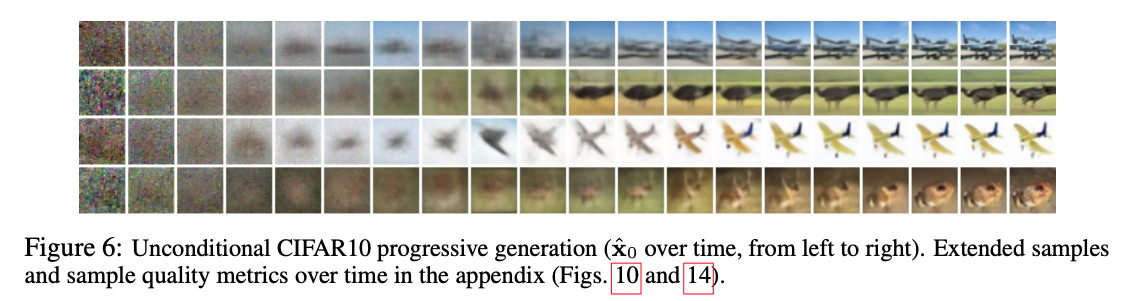 Figure 6: Unconditional CIFAR10 progressive generation (x̂₀ over time, from left to right). Extended samples
and sample quality metrics over time in the appendix (Figs. 10 and 14).